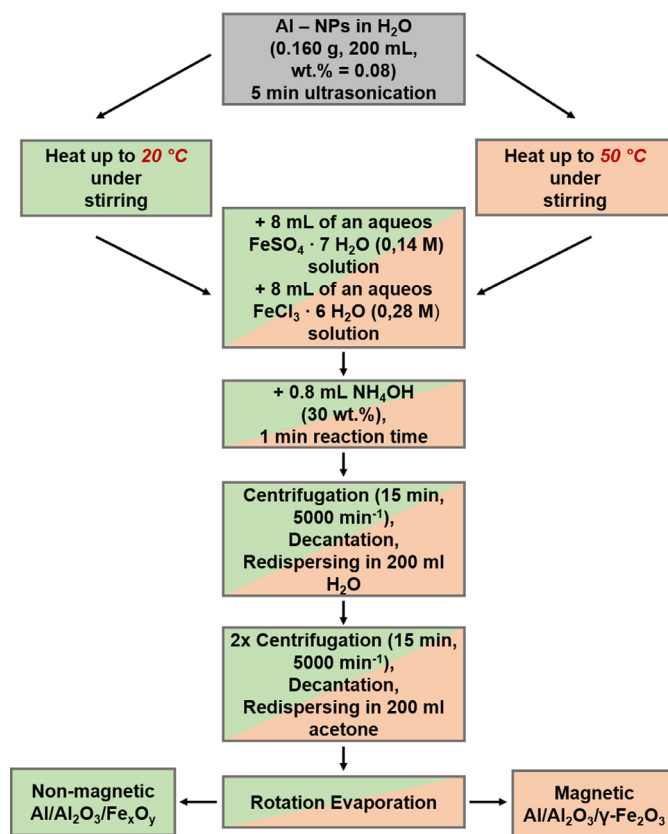 Al – NPs in H₂O
(0.160 g, 200 mL,
wt.% = 0.08)
5 min ultrasonication
Heat up to 20 °C
under
stirring
Heat up to 50 °C
under
stirring
+ 8 mL of an aqueos
FeSO₄ · 7 H₂O (0,14 M)
solution
+ 8 mL of an aqueos
FeCl₃ · 6 H₂O (0,28 M)
solution
+ 0.8 mL NH₄OH
(30 wt.%),
1 min reaction time
Centrifugation (15 min,
5000 min⁻¹),
Decantation,
Redispersing in 200 ml
H₂O
2x Centrifugation (15 min,
5000 min⁻¹),
Decantation,
Redispersing in 200 ml
acetone
Non-magnetic
Al/Al₂O₃/FeₓOᵧ
Rotation Evaporation
Magnetic
Al/Al₂O₃/γ-Fe₂O₃